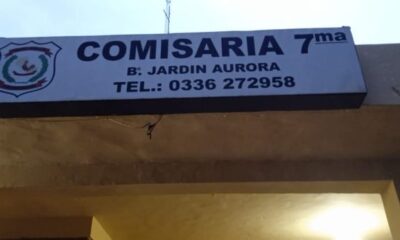 COMISARIA 7ma
B: JARDIN AURORA
TEL.: 0336 272958